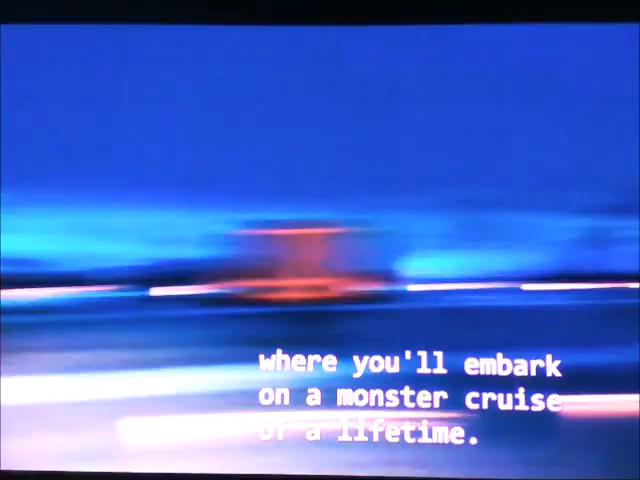 where you'll embark
on a monster cruise
of a lifetime.